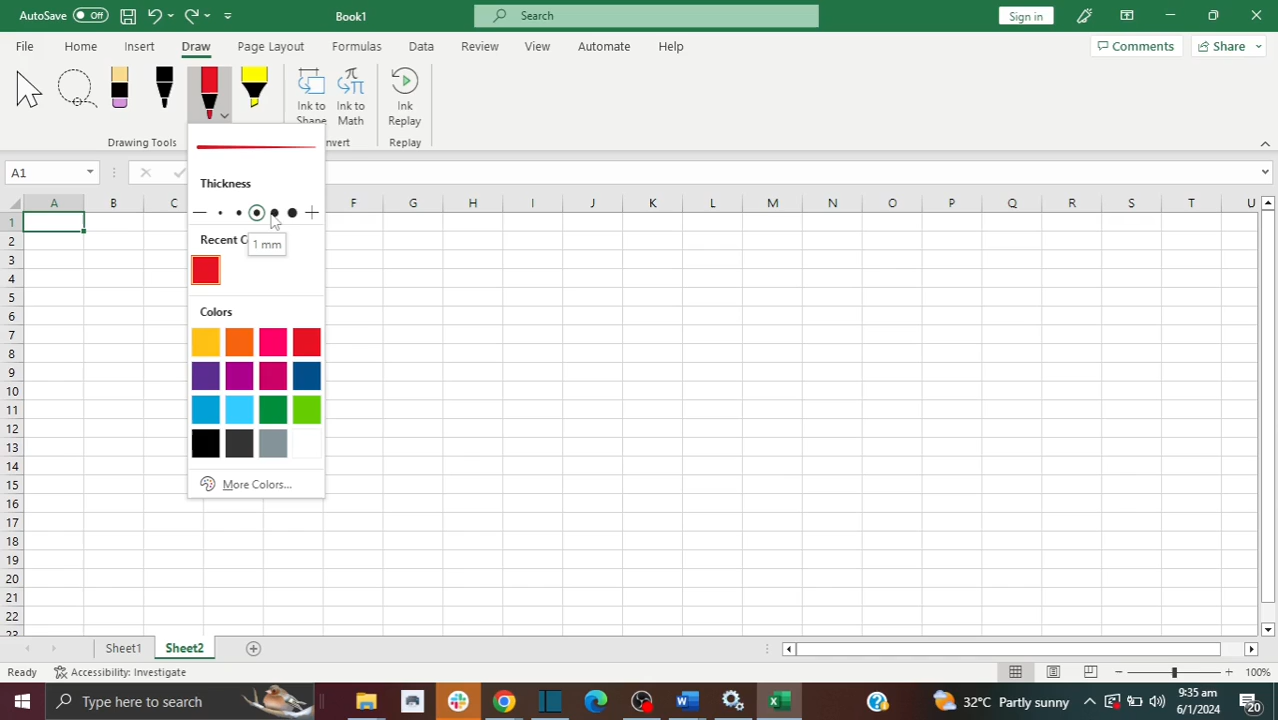 AutoSave Off Book1 Search Sign in
File Home Insert Draw Page Layout Formulas Data Review View Automate Help Comments Share
Ink to Shape Ink to Math Ink Replay
Drawing Tools nvert Replay
A1
Thickness
A B C F G H I J K L M N O P Q R S T U
1
2
3
4
5
6
7
8
9
10
11
12
13
14
15
16
17
18
19
20
21
22
23
Recent C
1 mm
Colors
More Colors...
Sheet1 Sheet2
Ready Accessibility: Investigate 100%
Type here to search 32°C Partly sunny 9:35 am
6/1/2024 20